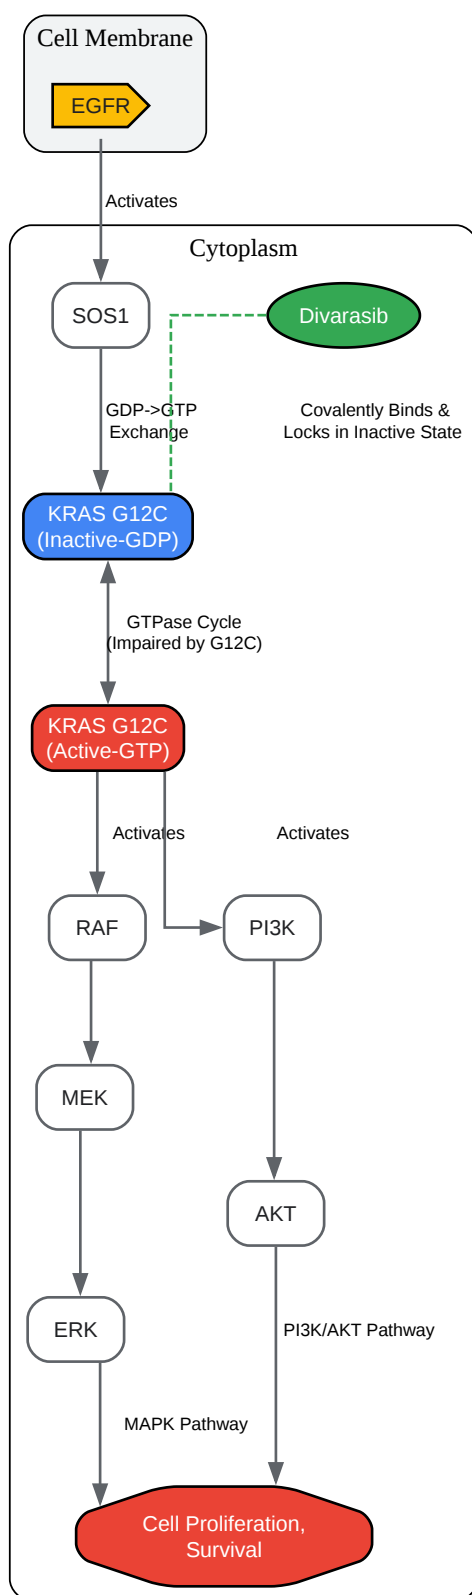 Cell Membrane
EGFR
Activates
Cytoplasm
SOS1
Divarasib
GDP->GTP
Exchange
Covalently Binds &
Locks in Inactive State
KRAS G12C
(Inactive-GDP)
GTPase Cycle
(Impaired by G12C)
KRAS G12C
(Active-GTP)
Activates
Activates
RAF
PI3K
MEK
AKT
ERK
PI3K/AKT Pathway
MAPK Pathway
Cell Proliferation,
Survival